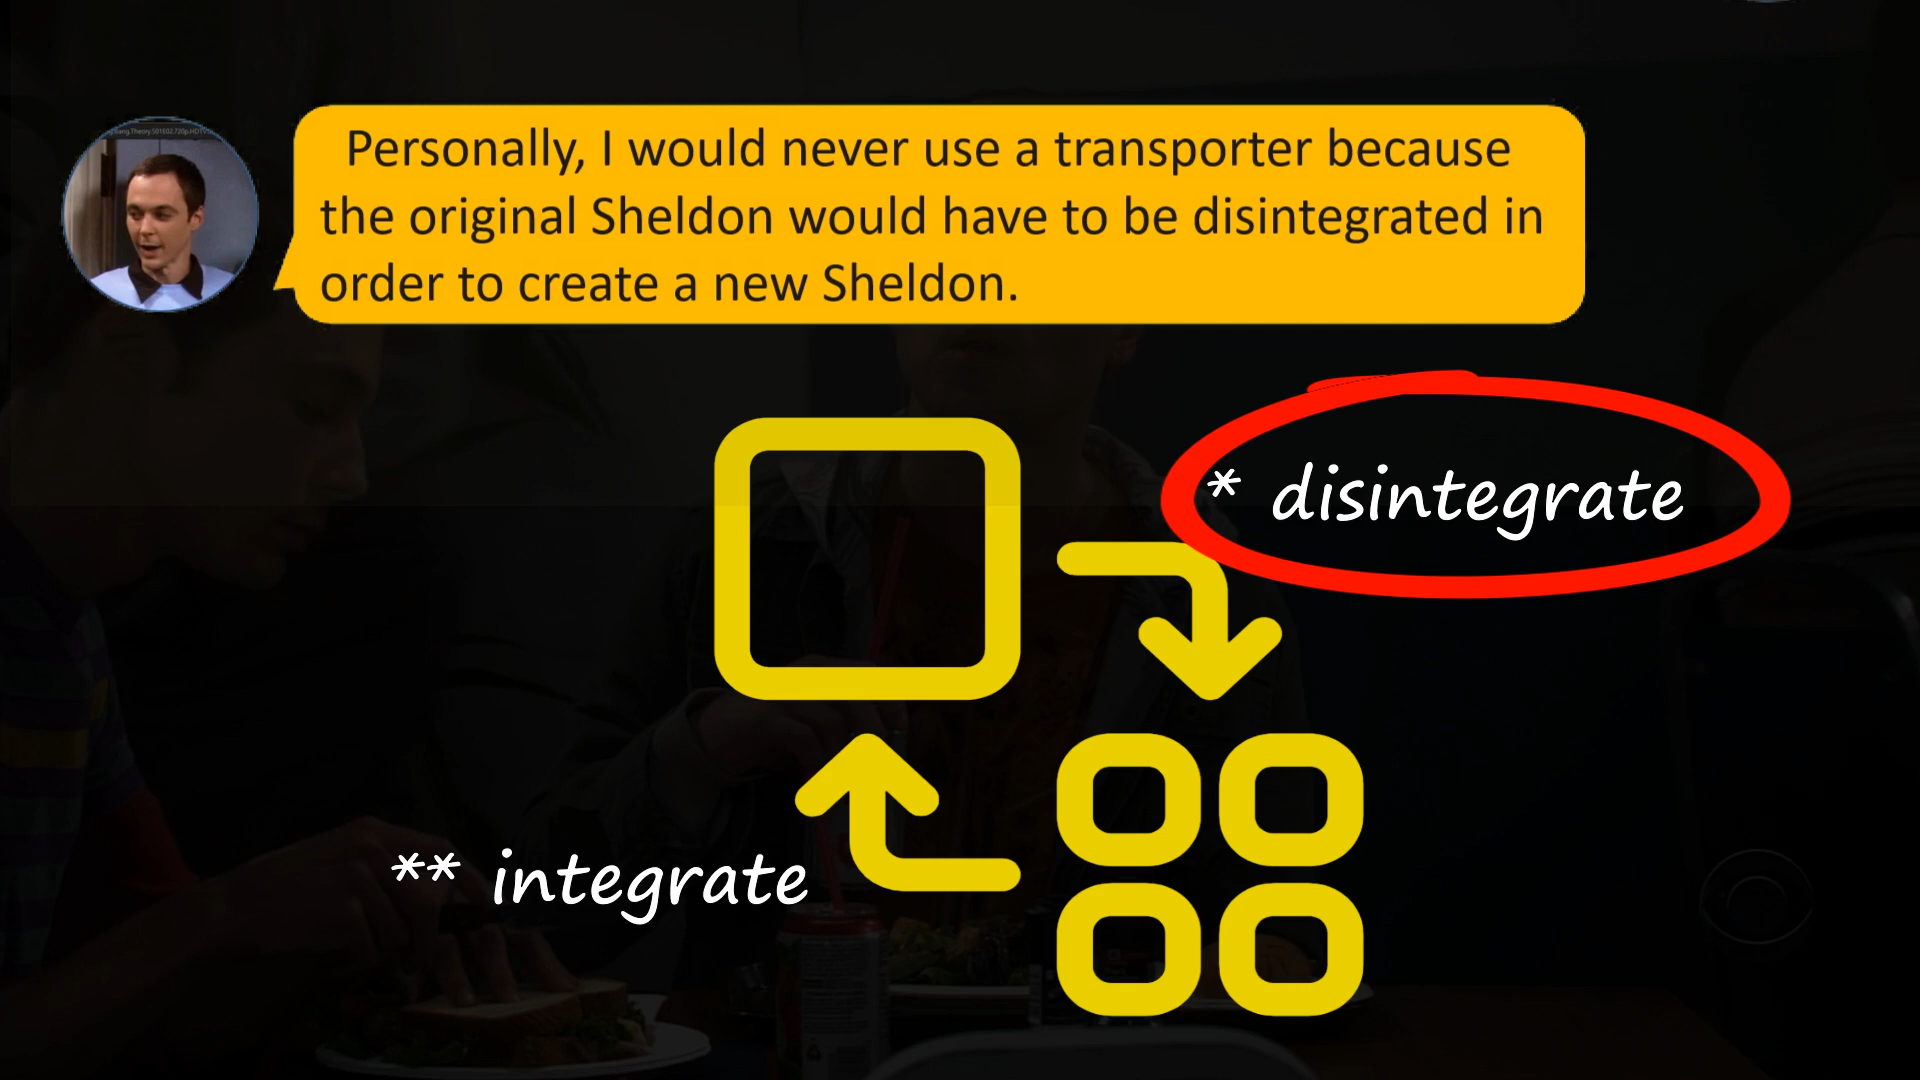 Personally, I would never use a transporter because
the original Sheldon would have to be disintegrated in
order to create a new Sheldon.
* disintegrate
** integrate